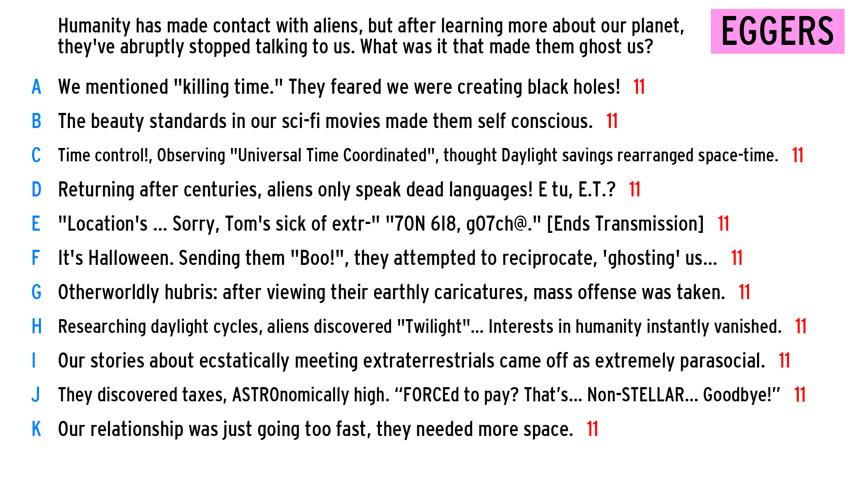 Humanity has made contact with aliens, but after learning more about our planet,
they've abruptly stopped talking to us. What was it that made them ghost us?
EGGERS
A We mentioned "killing time." They feared we were creating black holes! 11
B The beauty standards in our sci-fi movies made them self conscious. 11
C Time control!, Observing "Universal Time Coordinated", thought Daylight savings rearranged space-time. 11
D Returning after centuries, aliens only speak dead languages! E tu, E.T.? 11
E "Location's ... Sorry, Tom's sick of extr-" "70N 6I8, g07ch@." [Ends Transmission] 11
F It's Halloween. Sending them "Boo!", they attempted to reciprocate, 'ghosting' us... 11
G Otherworldly hubris: after viewing their earthly caricatures, mass offense was taken. 11
H Researching daylight cycles, aliens discovered "Twilight"... Interests in humanity instantly vanished. 11
I Our stories about ecstatically meeting extraterrestrials came off as extremely parasocial. 11
J They discovered taxes, ASTROnomically high. “FORCEd to pay? That’s... Non-STELLAR... Goodbye!” 11
K Our relationship was just going too fast, they needed more space. 11